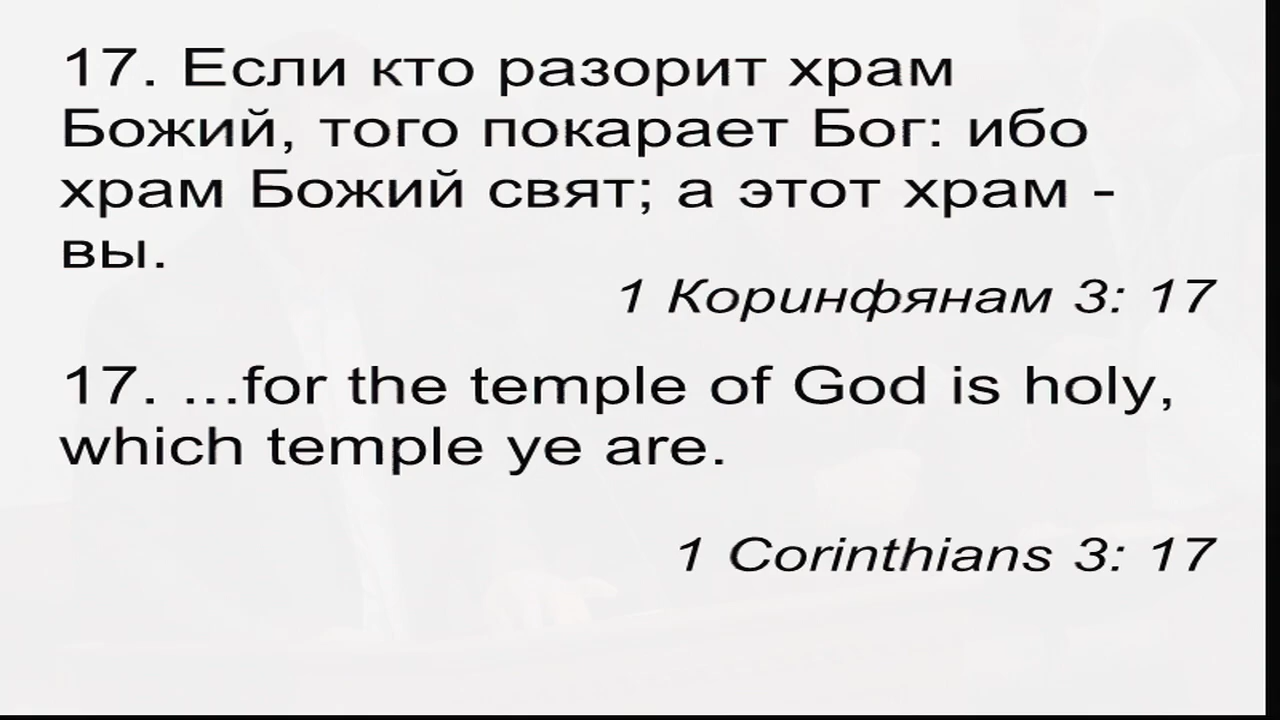 17. Если кто разорит храм
Божий, того покарает Бог: ибо
храм Божий свят; а этот храм -
вы.
1 Коринфянам 3: 17
17. ...for the temple of God is holy,
which temple ye are.
1 Corinthians 3: 17